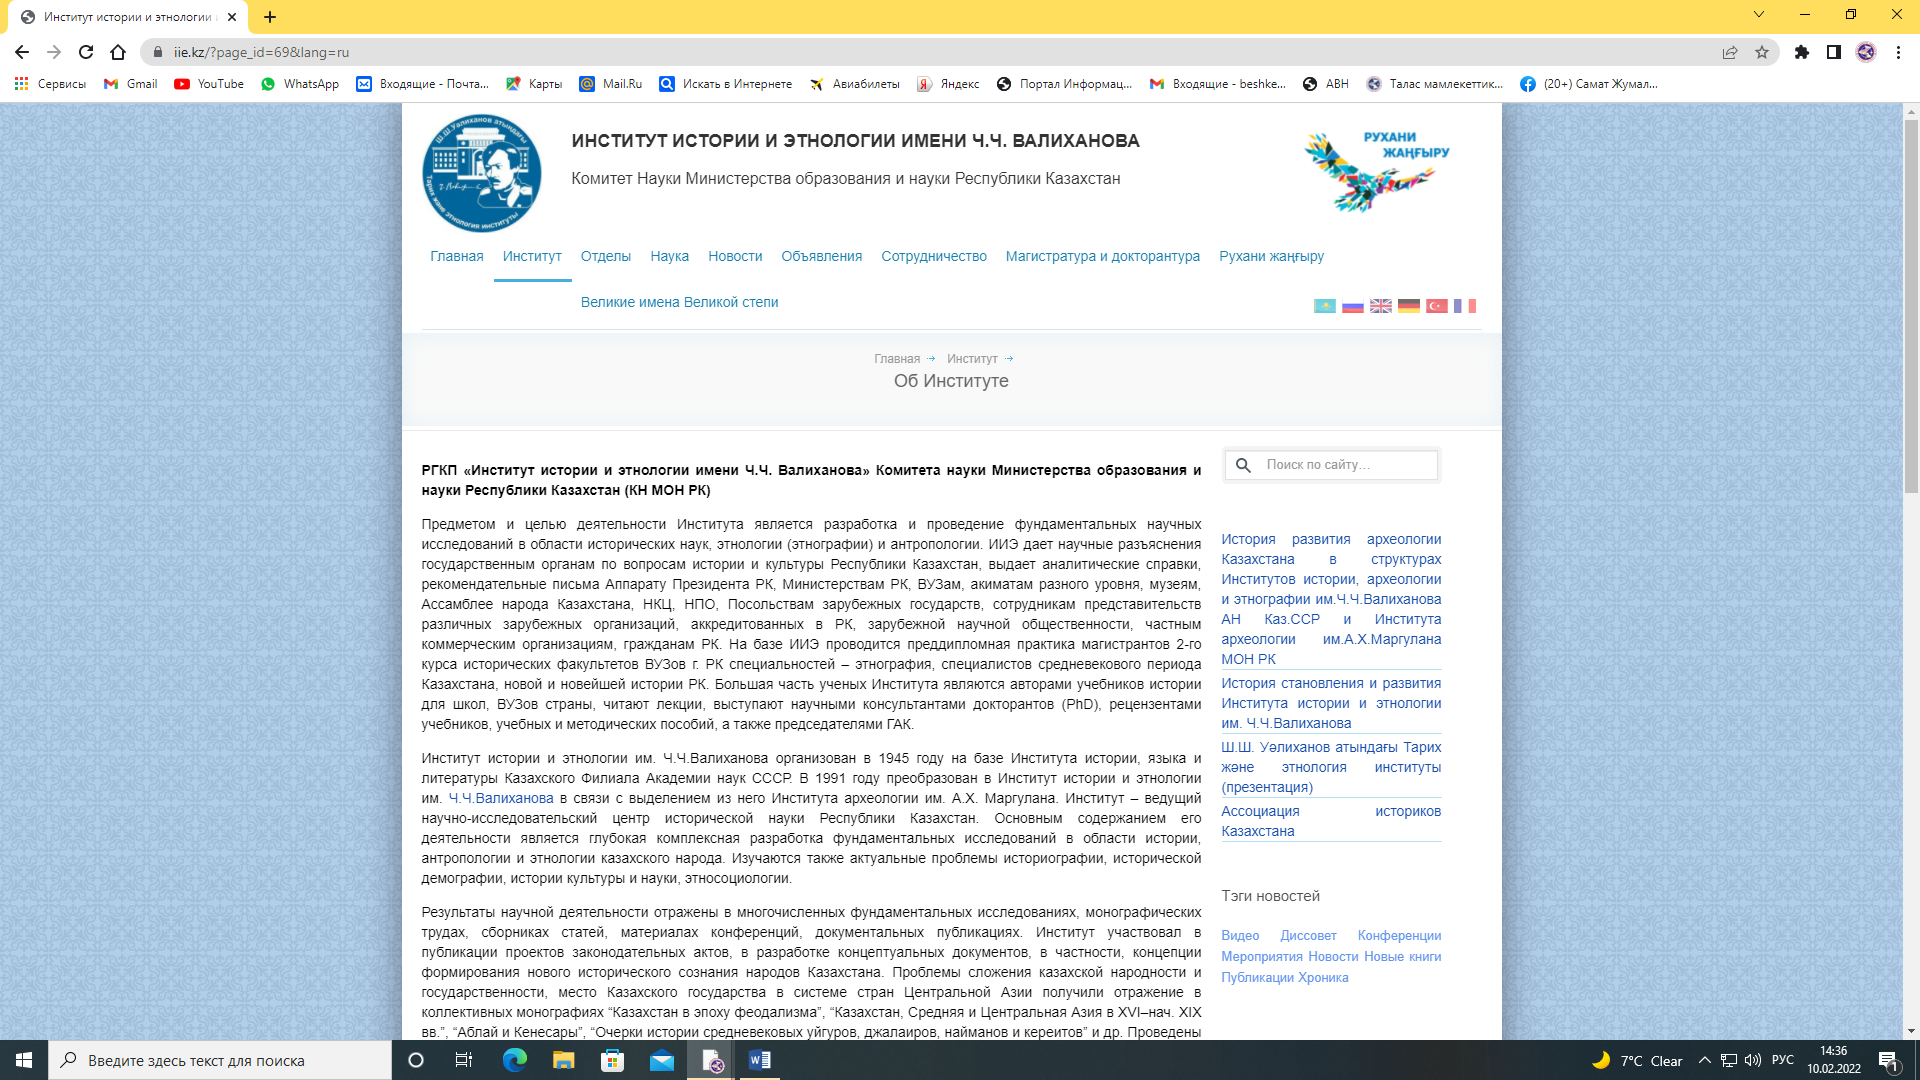 Институт истории и этнологии
iie.kz/?page_id=69&lang=ru
Сервисы Gmail YouTube WhatsApp Входящие - Почта... Карты Mail.Ru Искать в Интернете Авиабилеты Яндекс Портал Информац... Входящие - beshke... АВН Талас мамлекеттик... (20+) Самат Жумал...
Ш.Ш.Уәлиханов атындағы
Тарих және этнология институты
ИНСТИТУТ ИСТОРИИ И ЭТНОЛОГИИ ИМЕНИ Ч.Ч. ВАЛИХАНОВА
Комитет Науки Министерства образования и науки Республики Казахстан
РУХАНИ
ЖАҢҒЫРУ
Главная Институт Отделы Наука Новости Объявления Сотрудничество Магистратура и докторантура Рухани жаңғыру
Великие имена Великой степи
Главная Институт
Об Институте
РГКП «Институт истории и этнологии имени Ч.Ч. Валиханова» Комитета науки Министерства образования и
науки Республики Казахстан (КН МОН РК)
Предметом и целью деятельности Института является разработка и проведение фундаментальных научных
исследований в области исторических наук, этнологии (этнографии) и антропологии. ИИЭ дает научные разъяснения
государственным органам по вопросам истории и культуры Республики Казахстан, выдает аналитические справки,
рекомендательные письма Аппарату Президента РК, Министерствам РК, ВУЗам, акиматам разного уровня, музеям,
Ассамблее народа Казахстана, НКЦ, НПО, Посольствам зарубежных государств, сотрудникам представительств
различных зарубежных организаций, аккредитованных в РК, зарубежной научной общественности, частным
коммерческим организациям, гражданам РК. На базе ИИЭ проводится преддипломная практика магистрантов 2-го
курса исторических факультетов ВУЗов г. РК специальностей – этнография, специалистов средневекового периода
Казахстана, новой и новейшей истории РК. Большая часть ученых Института являются авторами учебников истории
для школ, ВУЗов страны, читают лекции, выступают научными консультантами докторантов (PhD), рецензентами
учебников, учебных и методических пособий, а также председателями ГАК.
Институт истории и этнологии им. Ч.Ч.Валиханова организован в 1945 году на базе Института истории, языка и
литературы Казахского Филиала Академии наук СССР. В 1991 году преобразован в Институт истории и этнологии
им. Ч.Ч.Валиханова в связи с выделением из него Института археологии им. А.Х. Маргулана. Институт – ведущий
научно-исследовательский центр исторической науки Республики Казахстан. Основным содержанием его
деятельности является глубокая комплексная разработка фундаментальных исследований в области истории,
антропологии и этнологии казахского народа. Изучаются также актуальные проблемы историографии, исторической
демографии, истории культуры и науки, этносоциологии.
Результаты научной деятельности отражены в многочисленных фундаментальных исследованиях, монографических
трудах, сборниках статей, материалах конференций, документальных публикациях. Институт участвовал в
публикации проектов законодательных актов, в разработке концептуальных документов, в частности, концепции
формирования нового исторического сознания народов Казахстана. Проблемы сложения казахской народности и
государственности, место Казахского государства в системе стран Центральной Азии получили отражение в
коллективных монографиях “Казахстан в эпоху феодализма”, “Казахстан, Средняя и Центральная Азия в XVI–нач. XIX
вв.”, “Аблай и Кенесары”, “Очерки истории средневековых уйгуров, джалаиров, найманов и кереитов” и др. Проведены
Поиск по сайту…
История развития археологии
Казахстана в структурах
Институтов истории, археологии
и этнографии им.Ч.Ч.Валиханова
АН Каз.ССР и Института
археологии им.А.Х.Маргулана
МОН РК
История становления и развития
Института истории и этнологии
им. Ч.Ч.Валиханова
Ш.Ш. Уәлиханов атындағы Тарих
және этнология институты
(презентация)
Ассоциация историков
Казахстана
Тэги новостей
Видео Диссовет Конференции
Мероприятия Новости Новые книги
Публикации Хроника
Введите здесь текст для поиска
7°C Clear
РУС
14:36
10.02.2022
1